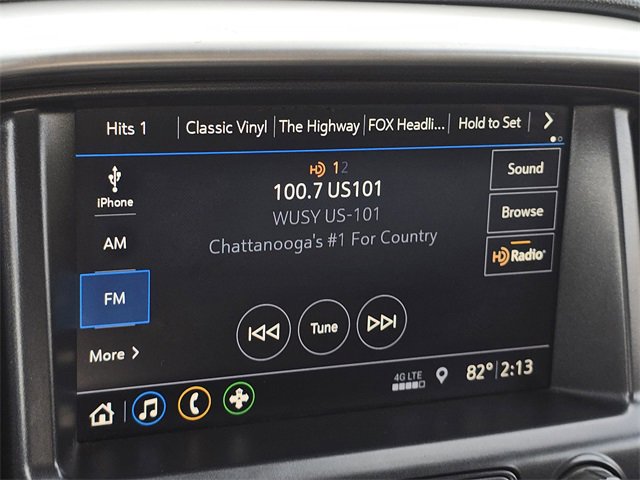 Hits 1 Classic Vinyl The Highway FOX Headli... Hold to Set
HD 1 2
100.7 US101
WUSY US-101
Chattanooga's #1 For Country
iPhone
AM
FM
More
Sound
Browse
HD Radio
Tune
4G LTE
82° 2:13